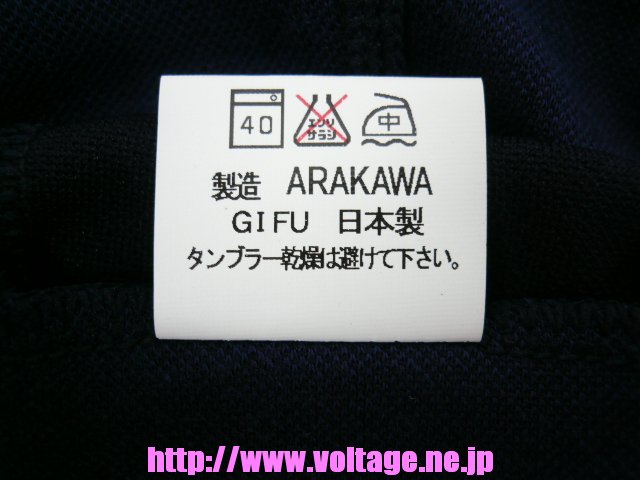 40 エンソ サラシ 中
製造 ARAKAWA
GIFU 日本製
タンブラー乾燥は避けて下さい。
http://www.voltage.ne.jp